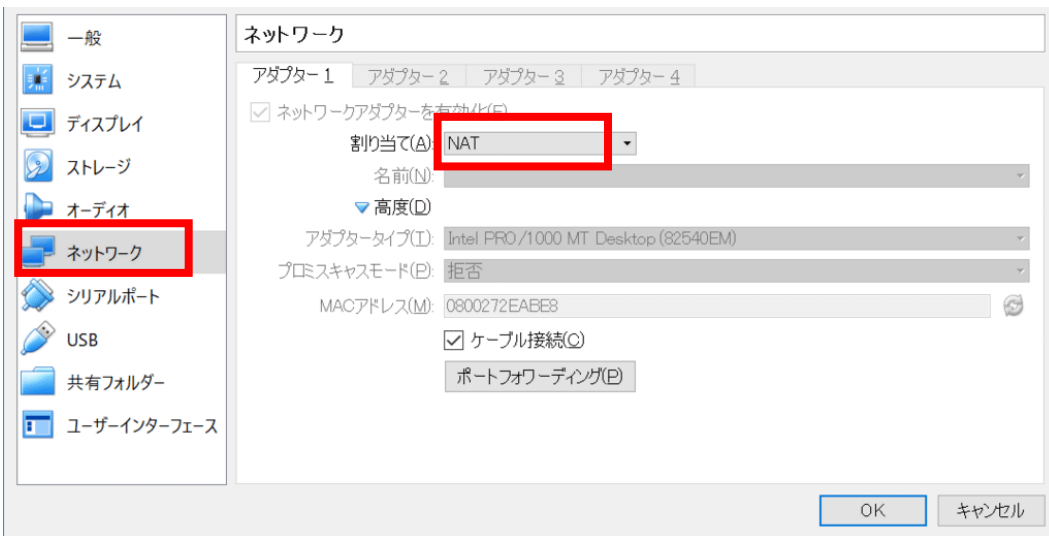 一般
システム
ディスプレイ
ストレージ
オーディオ
ネットワーク
シリアルポート
USB
共有フォルダー
ユーザーインターフェース
ネットワーク
アダプター 1 アダプター 2 アダプター 3 アダプター 4
ネットワークアダプターを有効化(E)
割り当て(A): NAT
名前(N):
高度(D)
アダプタータイプ(T): Intel PRO/1000 MT Desktop (82540EM)
プロミスキャスモード(P): 拒否
MACアドレス(M): 0800272EABE8
ケーブル接続(C)
ポートフォワーディング(P)
OK キャンセル